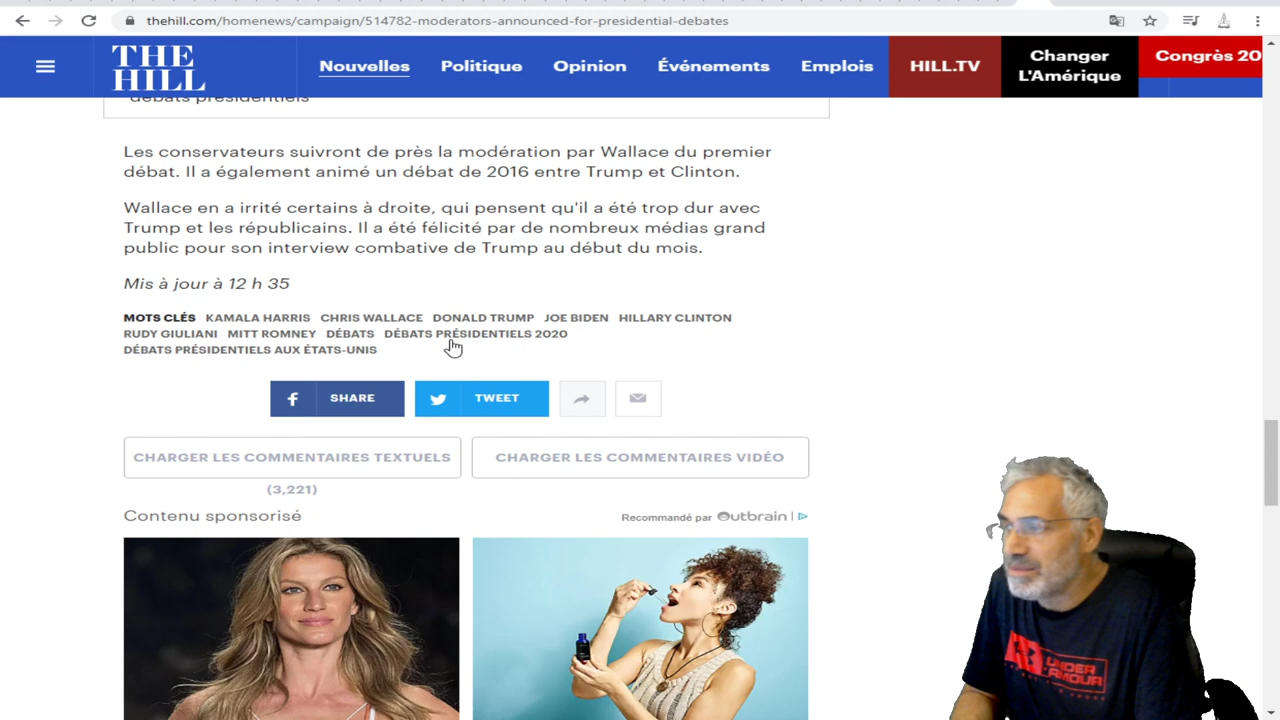 thehill.com/homenews/campaign/514782-moderators-announced-for-presidential-debates
THE
HILL
Nouvelles
Politique
Opinion
Événements
Emplois
HILL.TV
Changer
L'Amérique
Congrès 20
débats présidentiels
Les conservateurs suivront de près la modération par Wallace du premier
débat. Il a également animé un débat de 2016 entre Trump et Clinton.
Wallace en a irrité certains à droite, qui pensent qu'il a été trop dur avec
Trump et les républicains. Il a été félicité par de nombreux médias grand
public pour son interview combative de Trump au début du mois.
Mis à jour à 12 h 35
MOTS CLÉS KAMALA HARRIS CHRIS WALLACE DONALD TRUMP JOE BIDEN HILLARY CLINTON
RUDY GIULIANI MITT ROMNEY DÉBATS DÉBATS PRÉSIDENTIELS 2020
DÉBATS PRÉSIDENTIELS AUX ÉTATS-UNIS
SHARE
TWEET
CHARGER LES COMMENTAIRES TEXTUELS
CHARGER LES COMMENTAIRES VIDÉO
(3,221)
Contenu sponsorisé
Recommandé par Outbrain
UNDER
ARMOUR